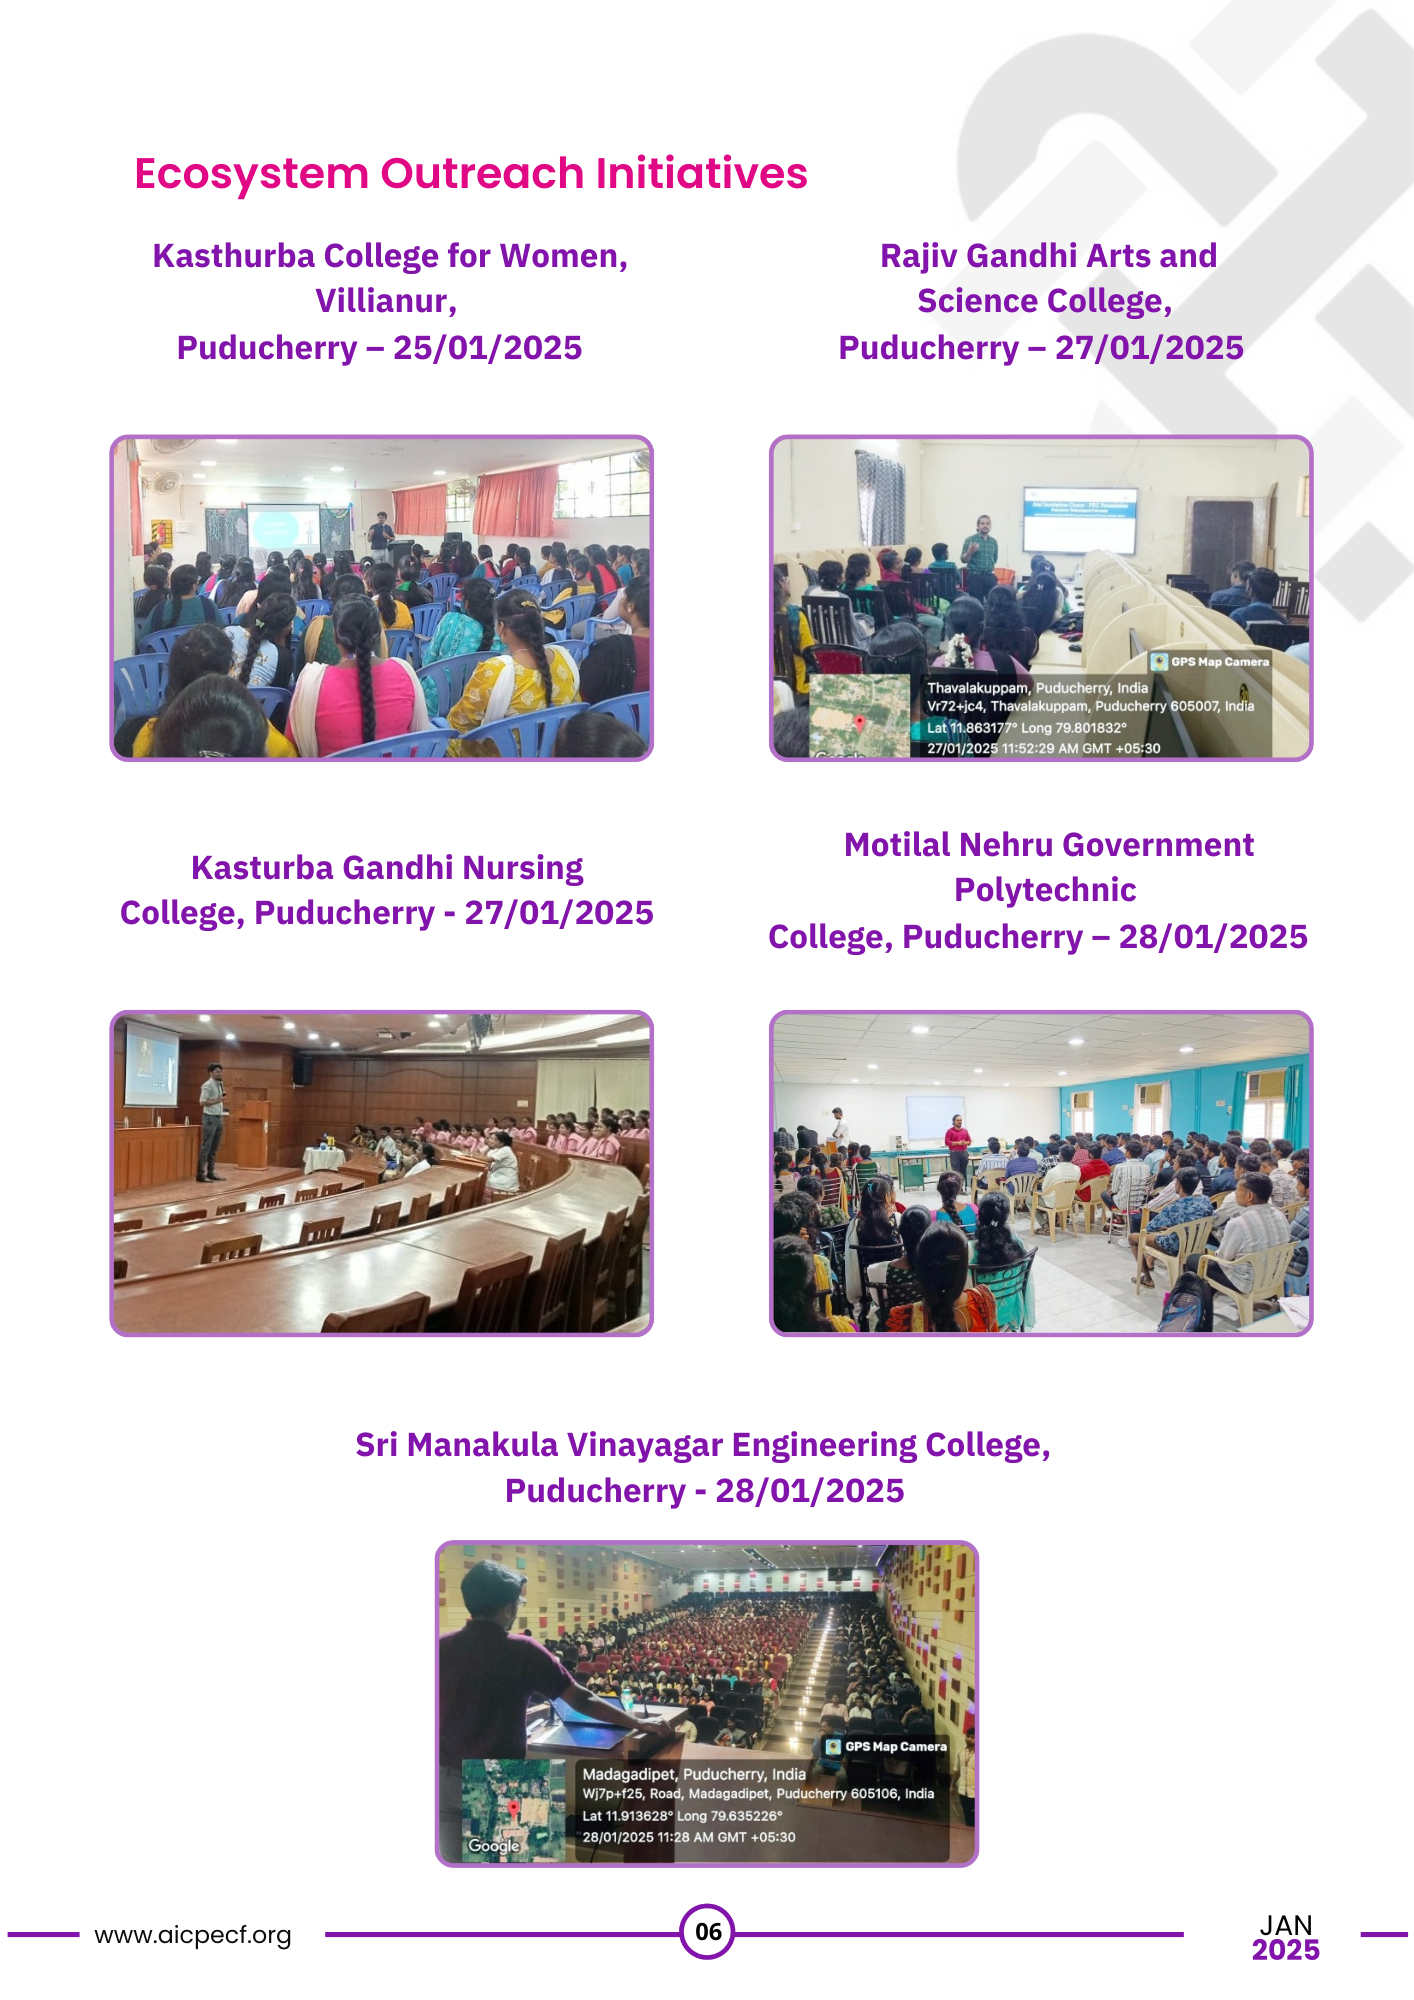 Ecosystem Outreach Initiatives
Kasthurba College for Women,
Villianur,
Puducherry – 25/01/2025
Rajiv Gandhi Arts and
Science College,
Puducherry – 27/01/2025
GPS Map Camera
Thavalakuppam, Puducherry, India
Vr72+jc4, Thavalakuppam, Puducherry 605007, India
Lat 11.863177° Long 79.801832°
27/01/2025 11:52:29 AM GMT +05:30
Google
Kasturba Gandhi Nursing
College, Puducherry - 27/01/2025
Motilal Nehru Government
Polytechnic
College, Puducherry – 28/01/2025
Sri Manakula Vinayagar Engineering College,
Puducherry - 28/01/2025
GPS Map Camera
Madagadipet, Puducherry, India
Wj7p+f25, Road, Madagadipet, Puducherry 605106, India
Lat 11.913628° Long 79.635226°
28/01/2025 11:28 AM GMT +05:30
Google
www.aicpecf.org
06
JAN
2025